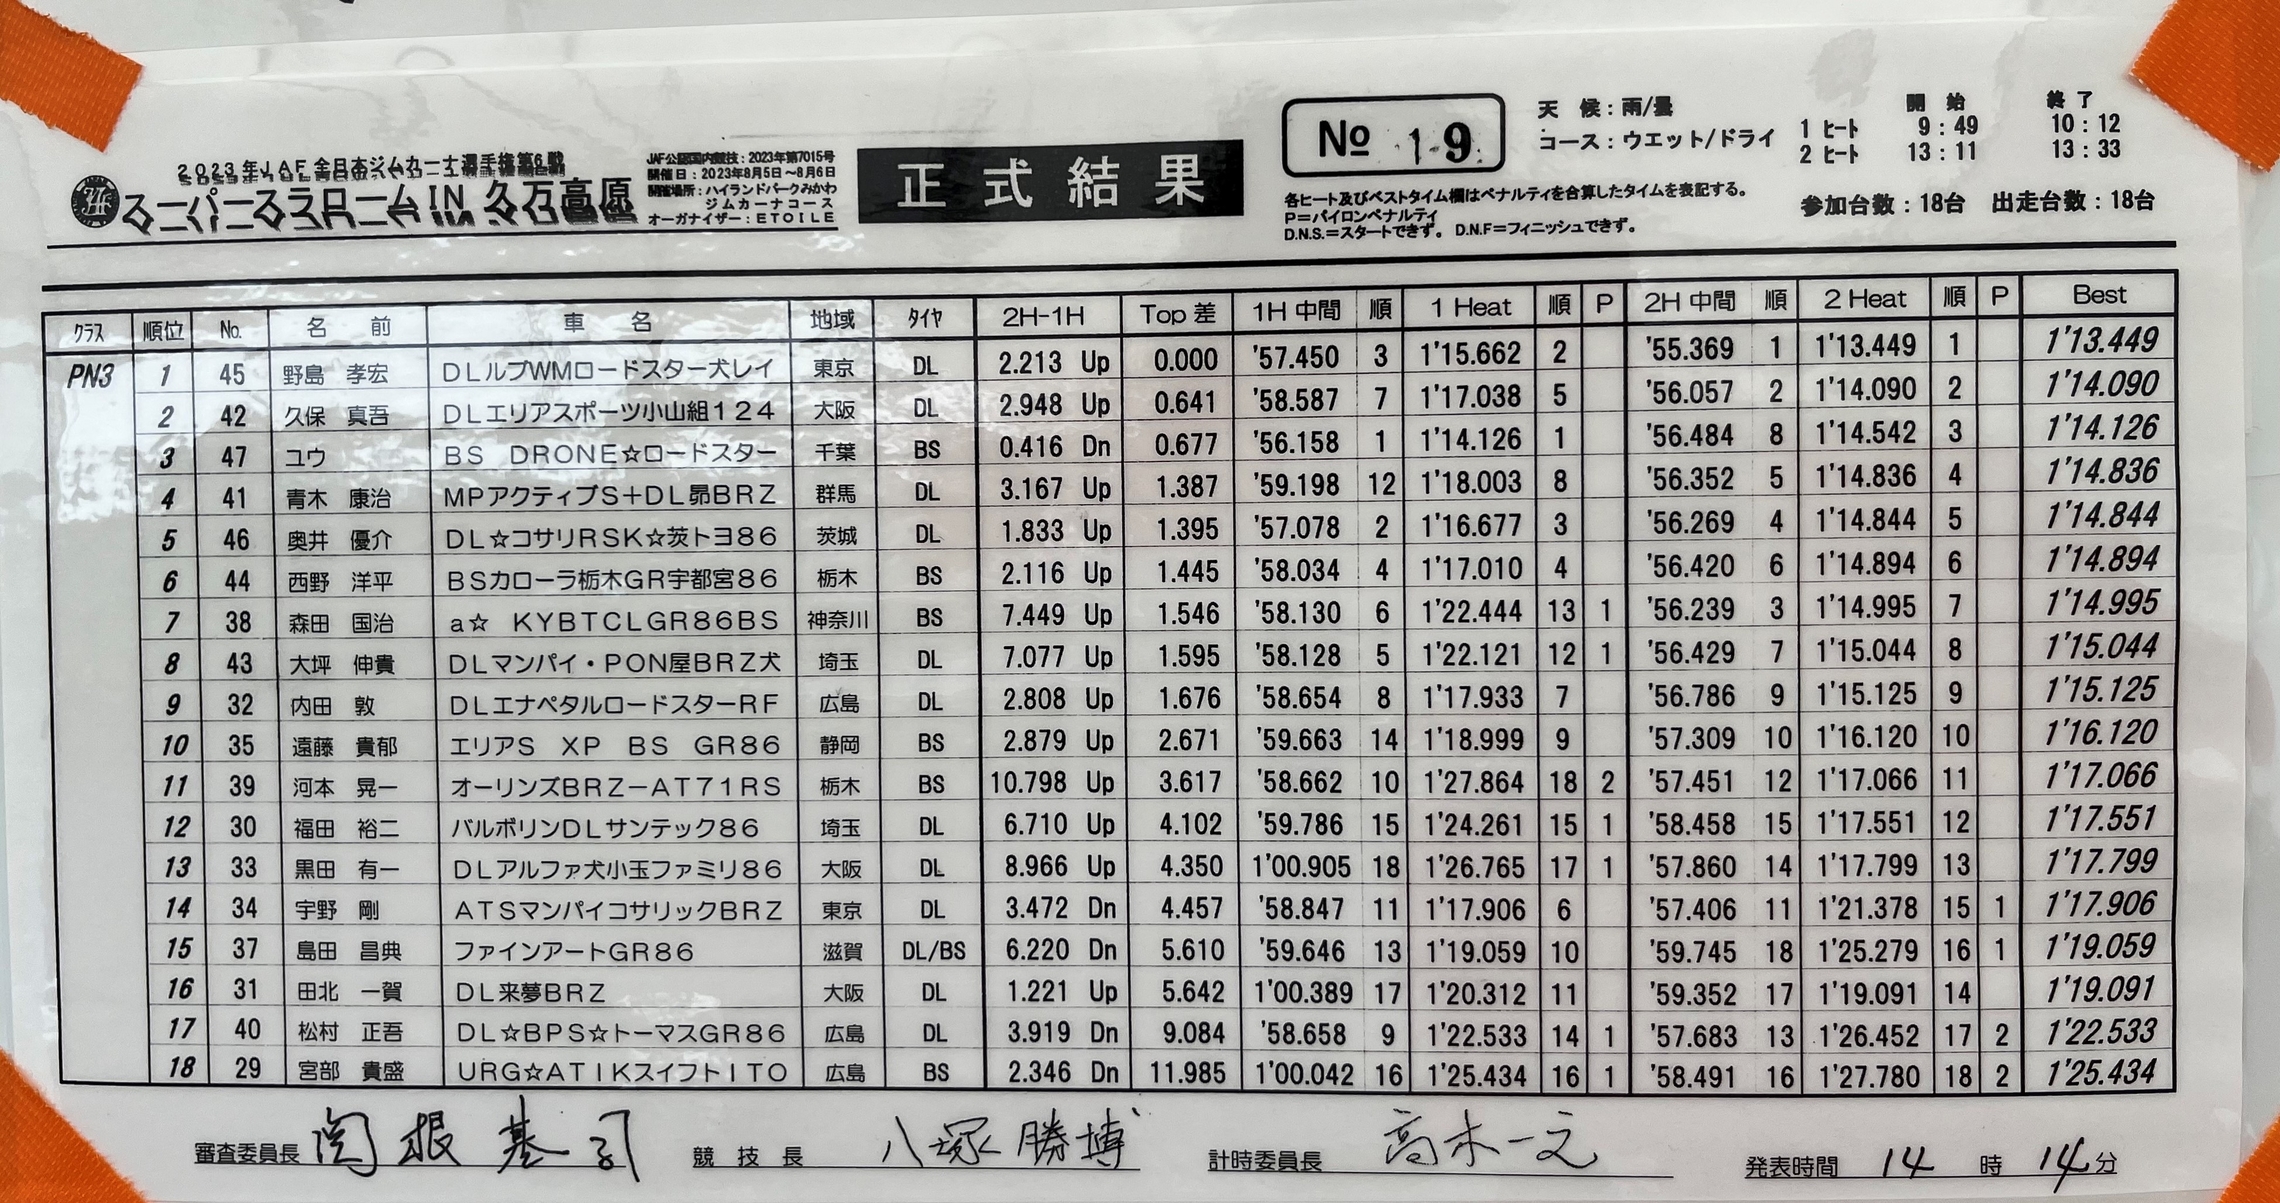 2023年JAF全日本ジムカーナ選手権第6戦
スーパースラロームIN久万高原
JAF公認国内競技：2023年第7015号
開催日：2023年8月5日～8月6日
開催場所：ハイランドパークみかわ
ジムカーナコース
オーガナイザー：ETOILE
正式結果
No 19
天候：雨/曇
コース：ウエット/ドライ
開始 終了
1ヒート 9：49 10：12
2ヒート 13：11 13：33
各ヒート及びベストタイム欄はペナルティを合算したタイムを表記する。
P＝パイロンペナルティ
D.N.S.＝スタートできず。 D.N.F＝フィニッシュできず。
参加台数：18台 出走台数：18台
クラス 順位 No. 名前 車名 地域 タイヤ 2H-1H Top差 1H中間 順 1 Heat 順 P 2H中間 順 2 Heat 順 P Best
PN3 1 45 野島 孝宏 DLルブWMロードスター犬レイ 東京 DL 2.213 Up 0.000 '57.450 3 1'15.662 2 '55.369 1 1'13.449 1 1'13.449
2 42 久保 真吾 DLエリアスポーツ小山組124 大阪 DL 2.948 Up 0.641 '58.587 7 1'17.038 5 '56.057 2 1'14.090 2 1'14.090
3 47 ユウ BS DRONE☆ロードスター 千葉 BS 0.416 Dn 0.677 '56.158 1 1'14.126 1 '56.484 8 1'14.542 3 1'14.126
4 41 青木 康治 MPアクティブS＋DL昴BRZ 群馬 DL 3.167 Up 1.387 '59.198 12 1'18.003 8 '56.352 5 1'14.836 4 1'14.836
5 46 奥井 優介 DL☆コサリRSK☆茨トヨ86 茨城 DL 1.833 Up 1.395 '57.078 2 1'16.677 3 '56.269 4 1'14.844 5 1'14.844
6 44 西野 洋平 BSカローラ栃木GR宇都宮86 栃木 BS 2.116 Up 1.445 '58.034 4 1'17.010 4 '56.420 6 1'14.894 6 1'14.894
7 38 森田 国治 a☆ KYBTCLGR86BS 神奈川 BS 7.449 Up 1.546 '58.130 6 1'22.444 13 1 '56.239 3 1'14.995 7 1'14.995
8 43 大坪 伸貴 DLマンパイ・PON屋BRZ犬 埼玉 DL 7.077 Up 1.595 '58.128 5 1'22.121 12 1 '56.429 7 1'15.044 8 1'15.044
9 32 内田 敦 DLエナペタルロードスターRF 広島 DL 2.808 Up 1.676 '58.654 8 1'17.933 7 '56.786 9 1'15.125 9 1'15.125
10 35 遠藤 貴郁 エリアS XP BS GR86 静岡 BS 2.879 Up 2.671 '59.663 14 1'18.999 9 '57.309 10 1'16.120 10 1'16.120
11 39 河本 晃一 オーリンズBRZ－AT71RS 栃木 BS 10.798 Up 3.617 '58.662 10 1'27.864 18 2 '57.451 12 1'17.066 11 1'17.066
12 30 福田 裕二 バルボリンDLサンテック86 埼玉 DL 6.710 Up 4.102 '59.786 15 1'24.261 15 1 '58.458 15 1'17.551 12 1'17.551
13 33 黒田 有一 DLアルファ犬小玉ファミリ86 大阪 DL 8.966 Up 4.350 1'00.905 18 1'26.765 17 1 '57.860 14 1'17.799 13 1'17.799
14 34 宇野 剛 ATSマンパイコサリックBRZ 東京 DL 3.472 Dn 4.457 '58.847 11 1'17.906 6 '57.406 11 1'21.378 15 1 1'17.906
15 37 島田 昌典 ファインアートGR86 滋賀 DL/BS 6.220 Dn 5.610 '59.646 13 1'19.059 10 '59.745 18 1'25.279 16 1 1'19.059
16 31 田北 一賀 DL来夢BRZ 大阪 DL 1.221 Up 5.642 1'00.389 17 1'20.312 11 '59.352 17 1'19.091 14 1'19.091
17 40 松村 正吾 DL☆BPS☆トーマスGR86 広島 DL 3.919 Dn 9.084 '58.658 9 1'22.533 14 1 '57.683 13 1'26.452 17 2 1'22.533
18 29 宮部 貴盛 URG☆ATIKスイフトITO 広島 BS 2.346 Dn 11.985 1'00.042 16 1'25.434 16 1 '58.491 16 1'27.780 18 2 1'25.434
審査委員長 関根基司 競技長 八塚勝博 計時委員長 高木一文 発表時間 14時14分